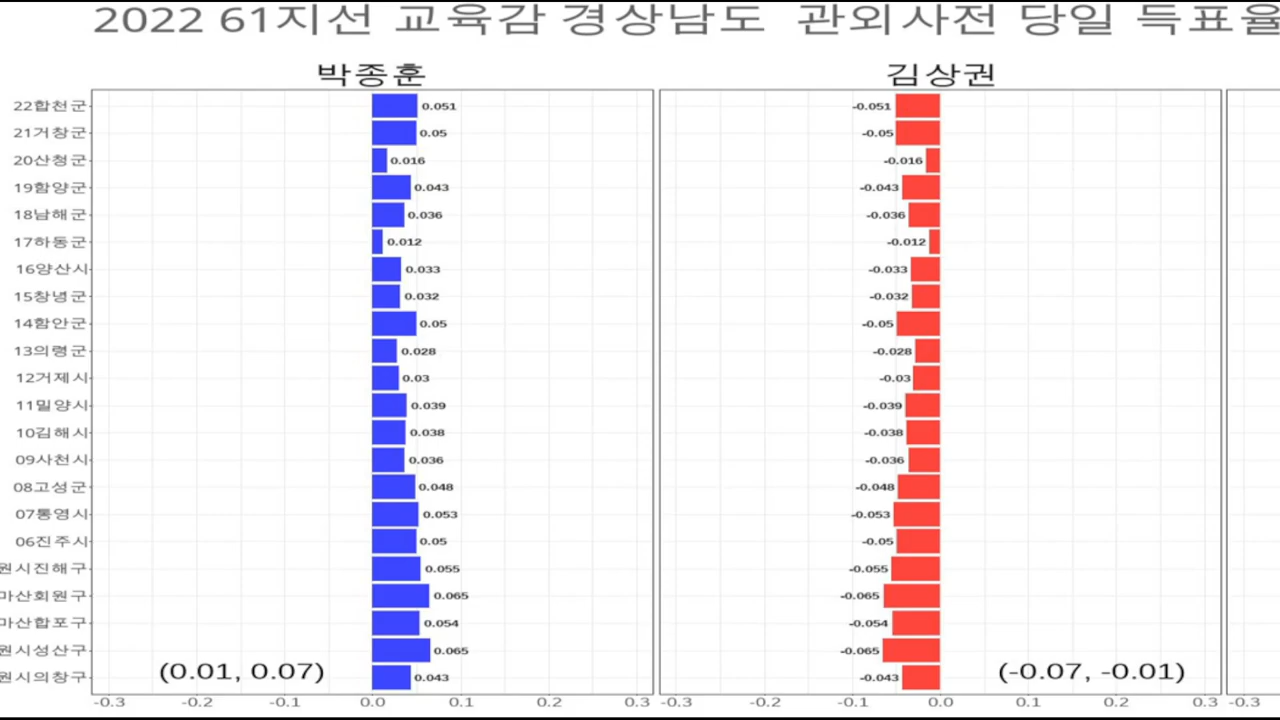 2022 61지선 교육감 경상남도 관외사전 당일 득표율
박종훈 김상권
22합천군 0.051 -0.051
21거창군 0.05 -0.05
20산청군 0.016 -0.016
19함양군 0.043 -0.043
18남해군 0.036 -0.036
17하동군 0.012 -0.012
16양산시 0.033 -0.033
15창녕군 0.032 -0.032
14함안군 0.05 -0.05
13의령군 0.028 -0.028
12거제시 0.03 -0.03
11밀양시 0.039 -0.039
10김해시 0.038 -0.038
09사천시 0.036 -0.036
08고성군 0.048 -0.048
07통영시 0.053 -0.053
06진주시 0.05 -0.05
원시진해구 0.055 -0.055
마산회원구 0.065 -0.065
마산합포구 0.054 -0.054
원시성산구 0.065 -0.065
원시의창구 0.043 -0.043
(0.01, 0.07) (-0.07, -0.01)
-0.3 -0.2 -0.1 0.0 0.1 0.2 0.3 -0.3 -0.2 -0.1 0.0 0.1 0.2 0.3 -0.3